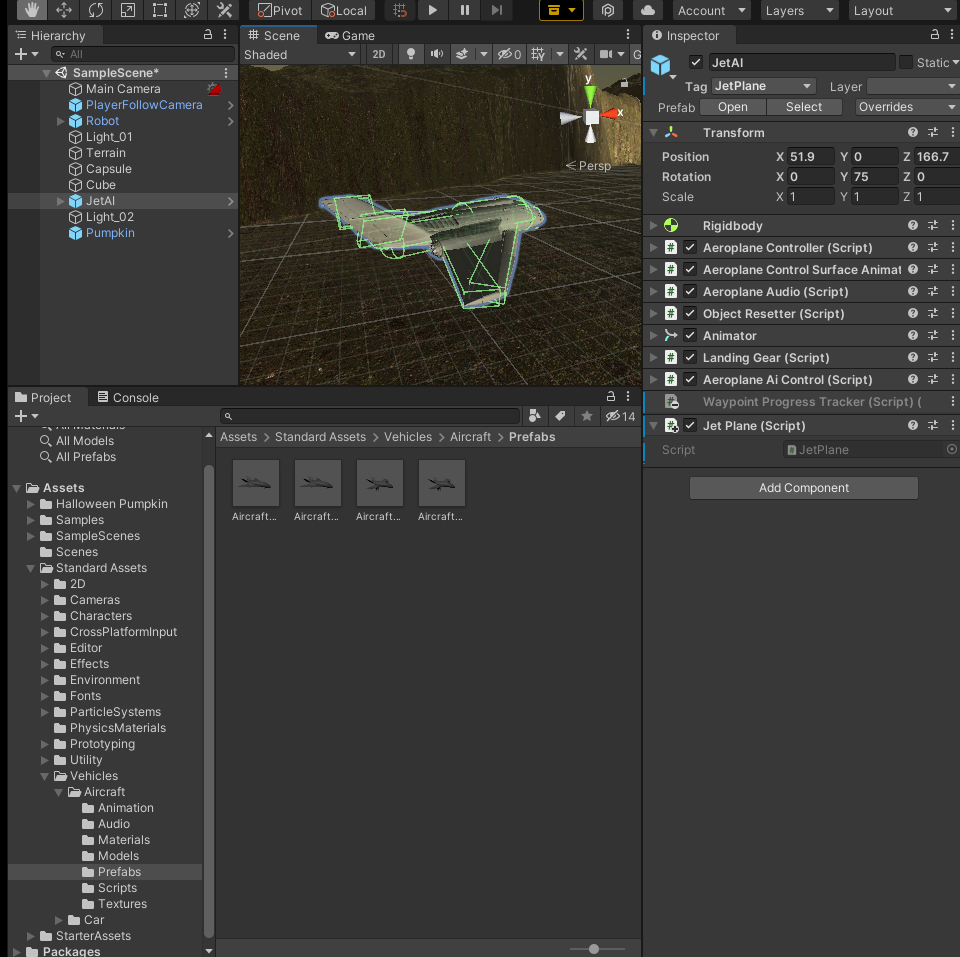 Pivot Local Account Layers Layout
Hierarchy
All
SampleScene*
Main Camera
PlayerFollowCamera
Robot
Light_01
Terrain
Capsule
Cube
JetAI
Light_02
Pumpkin
Scene Game
Shaded 2D 0
y
x
Persp
Inspector
JetAI Static
Tag JetPlane Layer
Prefab Open Select Overrides
Transform
Position X 51.9 Y 0 Z 166.7
Rotation X 0 Y 75 Z 0
Scale X 1 Y 1 Z 1
Rigidbody
# Aeroplane Controller (Script)
# Aeroplane Control Surface Animat
# Aeroplane Audio (Script)
# Object Resetter (Script)
Animator
# Landing Gear (Script)
# Aeroplane Ai Control (Script)
# Waypoint Progress Tracker (Script) (
# Jet Plane (Script)
Script # JetPlane
Add Component
Project Console
14
All Materials
All Models
All Prefabs
Assets
Halloween Pumpkin
Samples
SampleScenes
Scenes
Standard Assets
2D
Cameras
Characters
CrossPlatformInput
Editor
Effects
Environment
Fonts
ParticleSystems
PhysicsMaterials
Prototyping
Utility
Vehicles
Aircraft
Animation
Audio
Materials
Models
Prefabs
Scripts
Textures
Car
StarterAssets
Packages
Assets > Standard Assets > Vehicles > Aircraft > Prefabs
Aircraft... Aircraft... Aircraft... Aircraft...